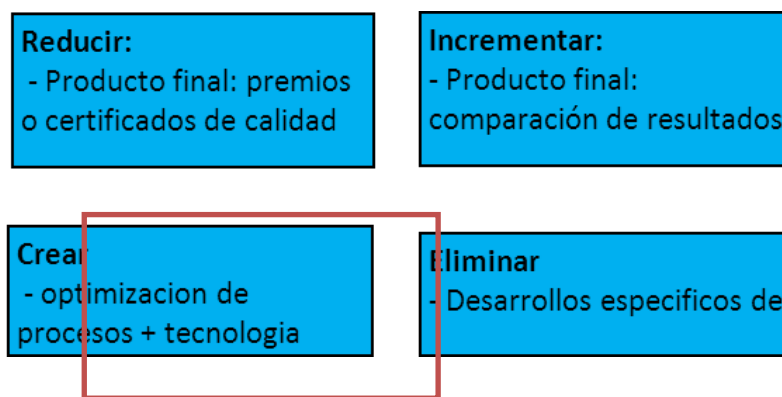 Reducir:
- Producto final: premios
o certificados de calidad
Incrementar:
- Producto final:
comparación de resultados
Crear
- optimizacion de
procesos + tecnologia
Eliminar
- Desarrollos especificos de